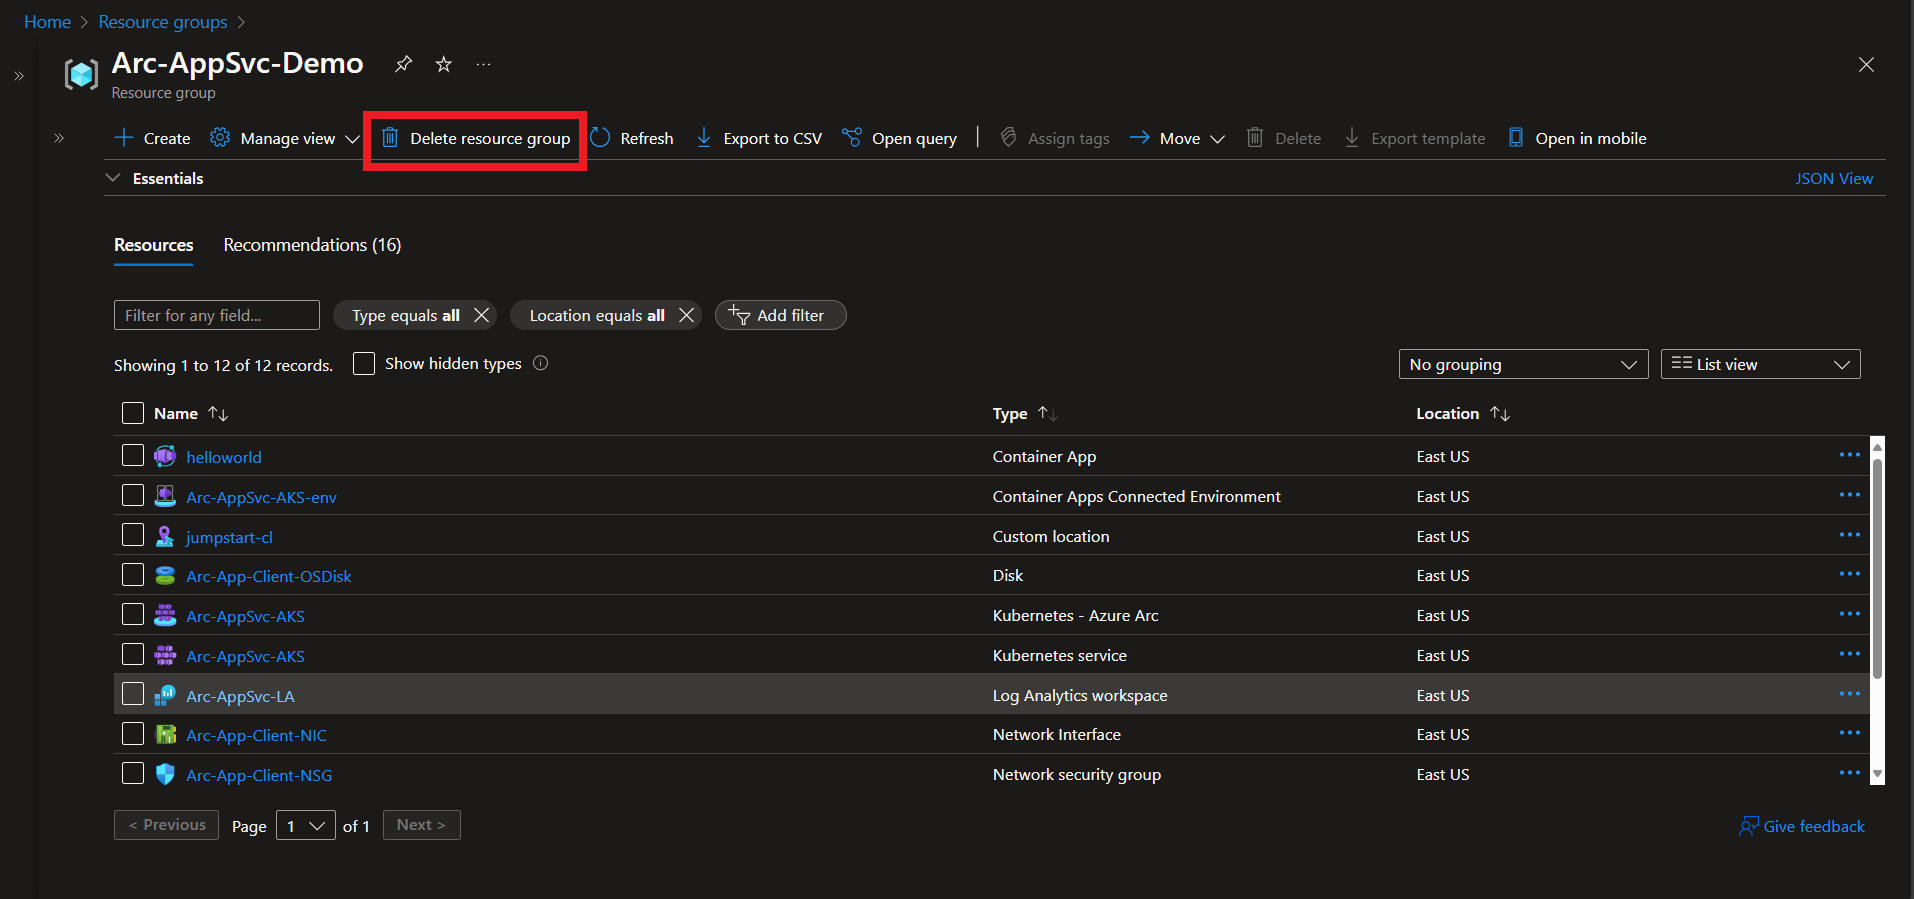 Home > Resource groups >
Arc-AppSvc-Demo
Resource group
Create Manage view Delete resource group Refresh Export to CSV Open query Assign tags Move Delete Export template Open in mobile
Essentials JSON View
Resources Recommendations (16)
Filter for any field... Type equals all Location equals all Add filter
Showing 1 to 12 of 12 records. Show hidden types No grouping List view
Name Type Location
helloworld Container App East US
Arc-AppSvc-AKS-env Container Apps Connected Environment East US
jumpstart-cl Custom location East US
Arc-App-Client-OSDisk Disk East US
Arc-AppSvc-AKS Kubernetes - Azure Arc East US
Arc-AppSvc-AKS Kubernetes service East US
Arc-AppSvc-LA Log Analytics workspace East US
Arc-App-Client-NIC Network Interface East US
Arc-App-Client-NSG Network security group East US
< Previous Page 1 of 1 Next > Give feedback